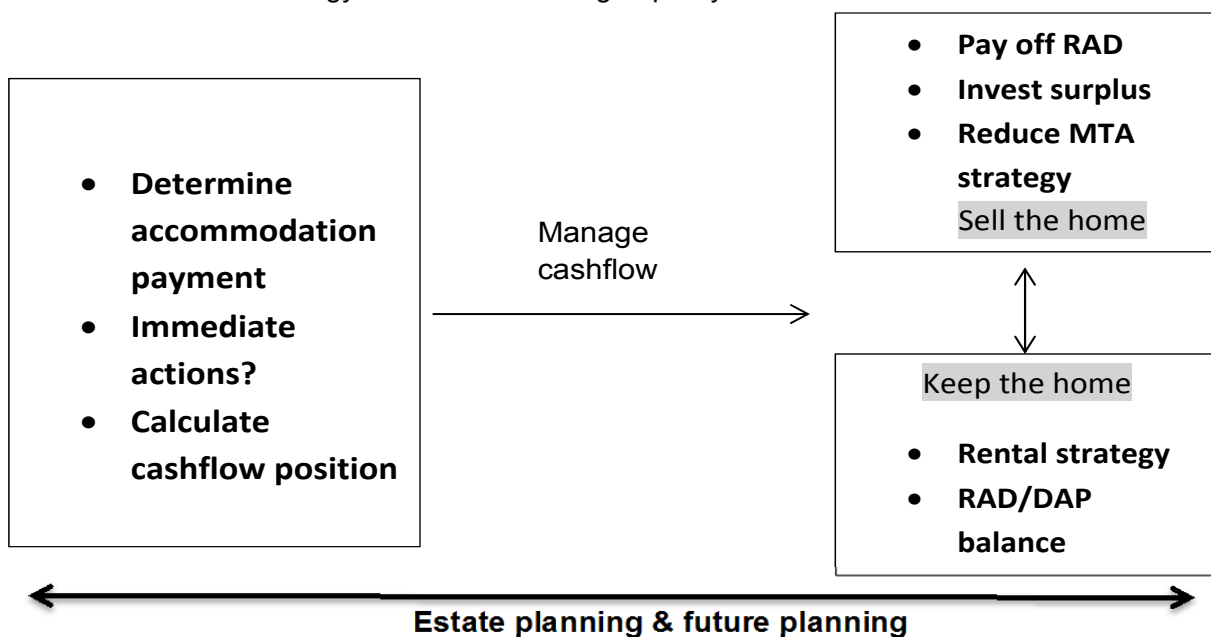 • Determine
accommodation
payment
• Immediate
actions?
• Calculate
cashflow position
Manage
cashflow
• Pay off RAD
• Invest surplus
• Reduce MTA
strategy
Sell the home
Keep the home
• Rental strategy
• RAD/DAP
balance
Estate planning & future planning